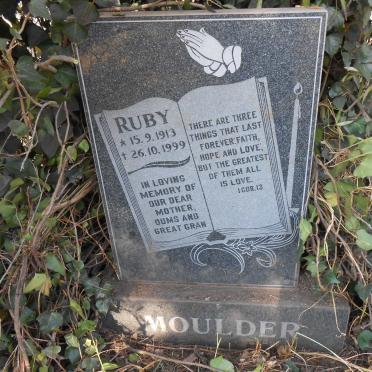 RUBY
* 15.9.1913
† 26.10.1999
IN LOVING
MEMORY OF
OUR DEAR
MOTHER,
OUMS AND
GREAT GRAN
THERE ARE THREE
THINGS THAT LAST
FOREVER:FAITH,
HOPE AND LOVE,
BUT THE GREATEST
OF THEM ALL
IS LOVE.
1 COR.13
MOULDER